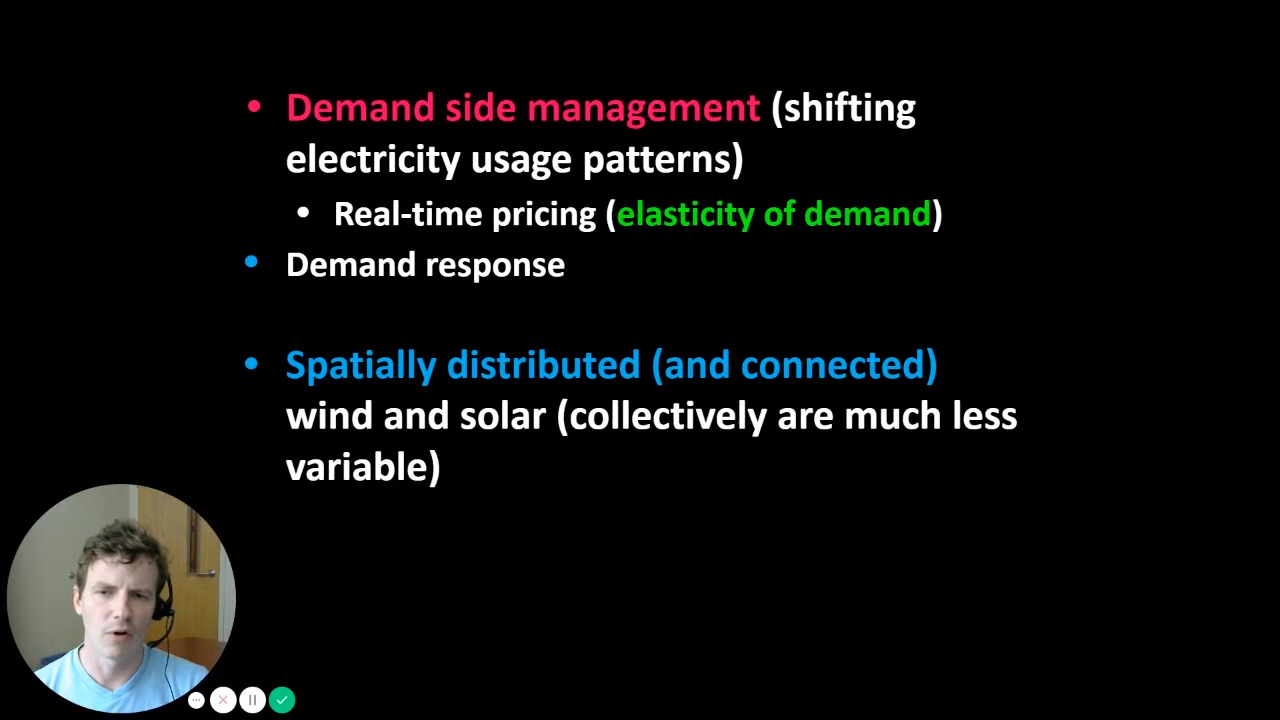 • Demand side management (shifting
electricity usage patterns)
• Real-time pricing (elasticity of demand)
• Demand response
• Spatially distributed (and connected)
wind and solar (collectively are much less
variable)